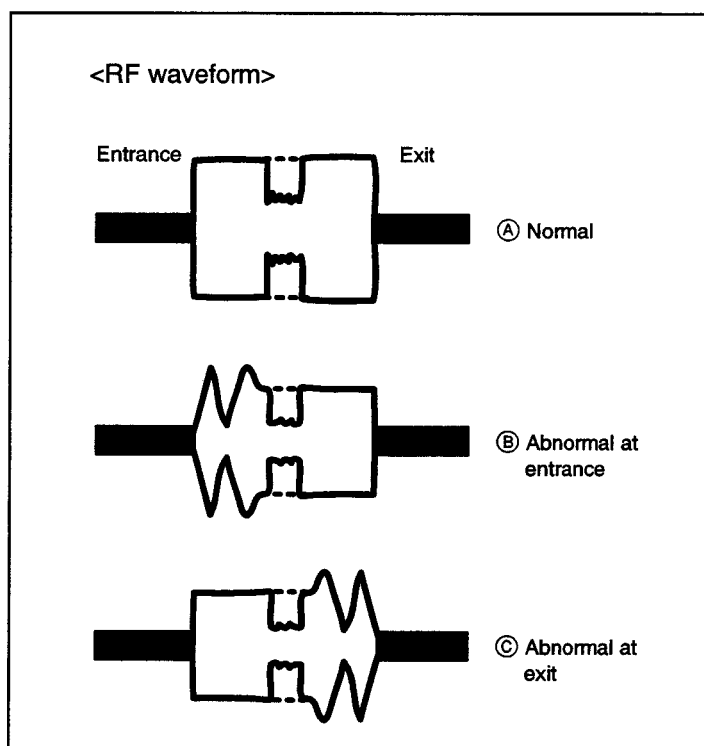 <RF waveform>
Entrance
Exit
Ⓐ Normal
Ⓑ Abnormal at
entrance
Ⓒ Abnormal at
exit